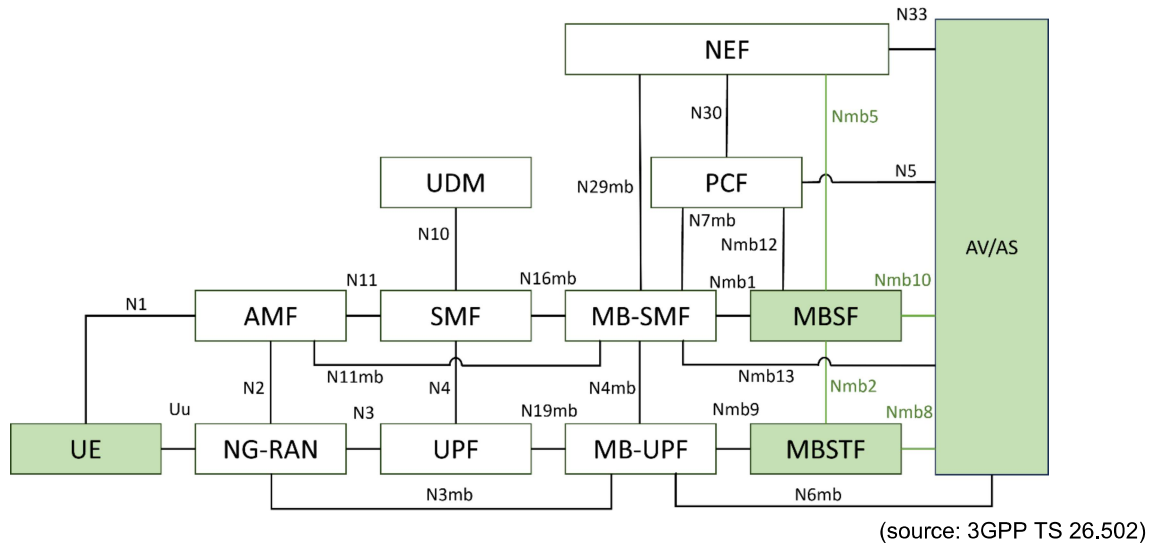 N33
NEF
N30
Nmb5
N29mb
UDM
PCF
N5
N10
N7mb
Nmb12
AV/AS
N1
N11
N16mb
Nmb1
Nmb10
AMF
SMF
MB-SMF
MBSF
N11mb
Nmb13
N2
N4
N4mb
Nmb2
Uu
N3
N19mb
Nmb9
Nmb8
UE
NG-RAN
UPF
MB-UPF
MBSTF
N3mb
N6mb
(source: 3GPP TS 26.502)